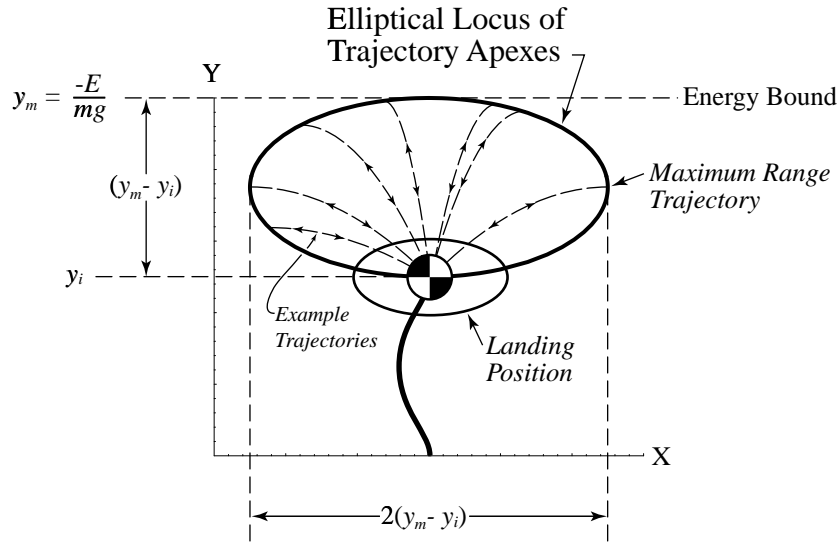 Elliptical Locus of
Trajectory Apexes
Y
y_m = -E/mg
Energy Bound
(y_m- y_i)
Maximum Range
Trajectory
y_i
Example
Trajectories
Landing
Position
X
2(y_m- y_i)